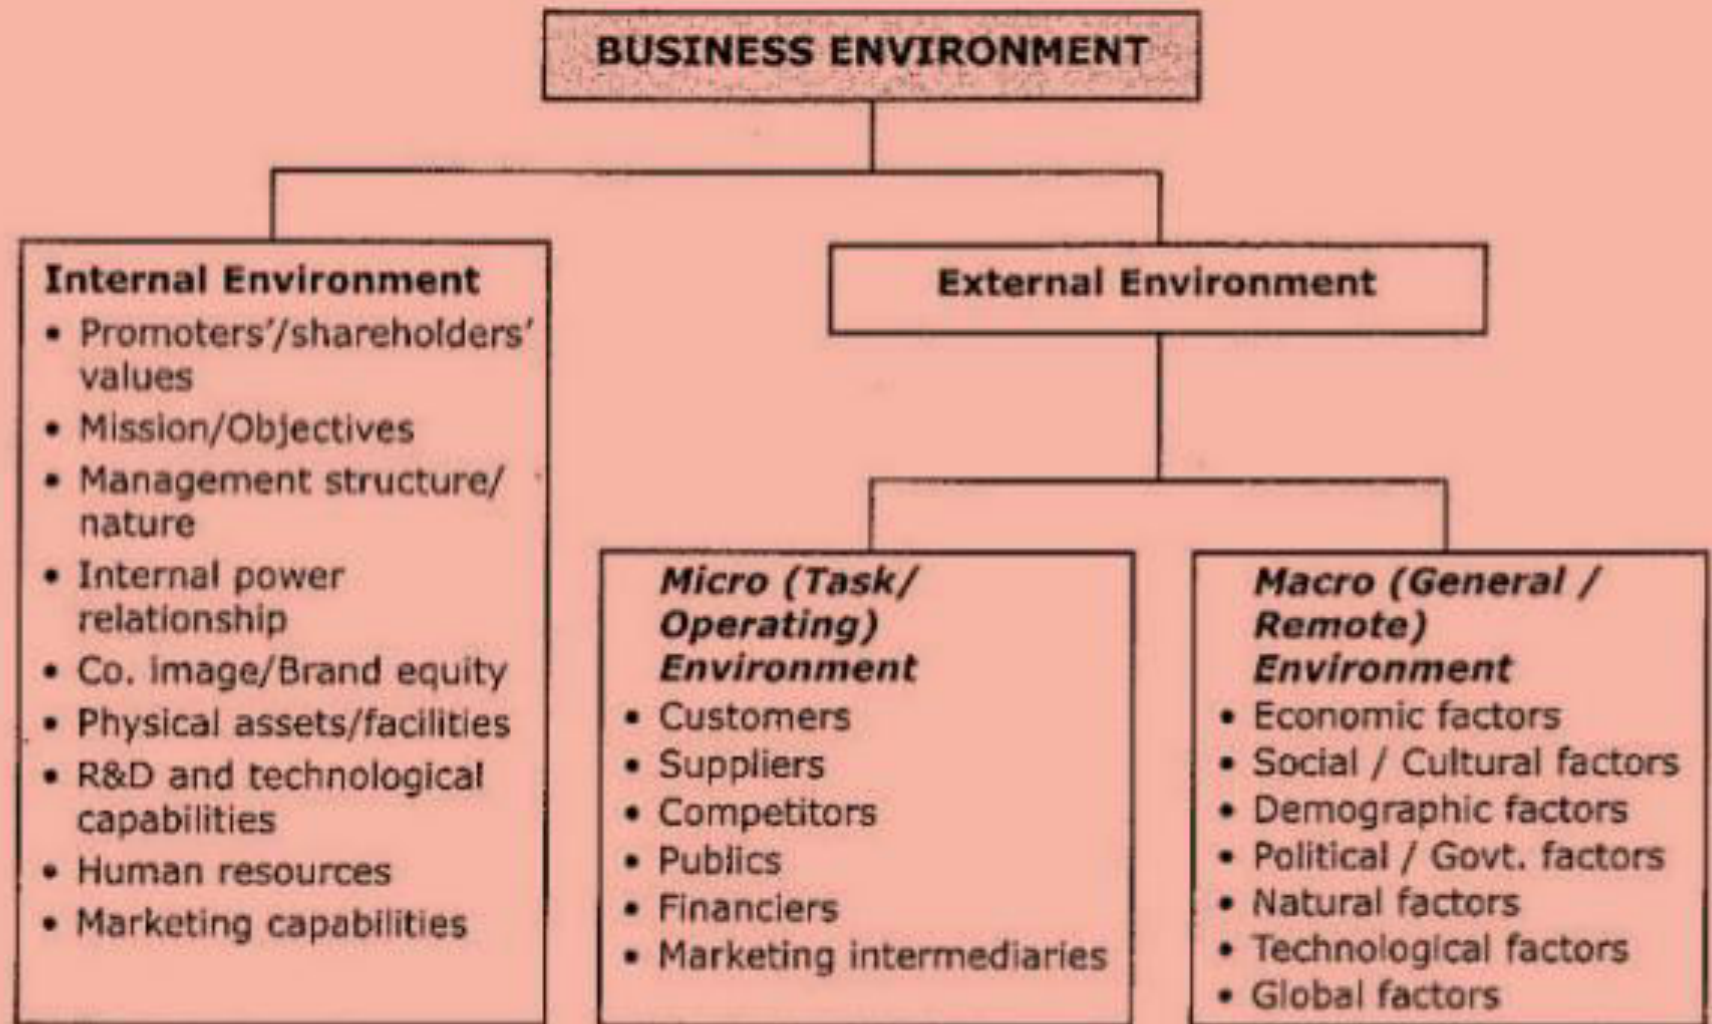 BUSINESS ENVIRONMENT
Internal Environment
• Promoters’/shareholders’
values
• Mission/Objectives
• Management structure/
nature
• Internal power
relationship
• Co. image/Brand equity
• Physical assets/facilities
• R&D and technological
capabilities
• Human resources
• Marketing capabilities
External Environment
Micro (Task/
Operating)
Environment
• Customers
• Suppliers
• Competitors
• Publics
• Financiers
• Marketing intermediaries
Macro (General /
Remote)
Environment
• Economic factors
• Social / Cultural factors
• Demographic factors
• Political / Govt. factors
• Natural factors
• Technological factors
• Global factors